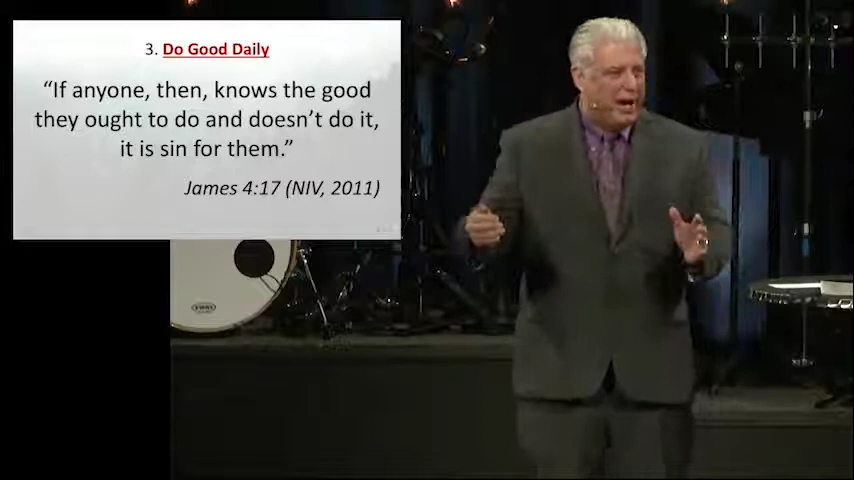 3. Do Good Daily
“If anyone, then, knows the good
they ought to do and doesn’t do it,
it is sin for them.”
James 4:17 (NIV, 2011)